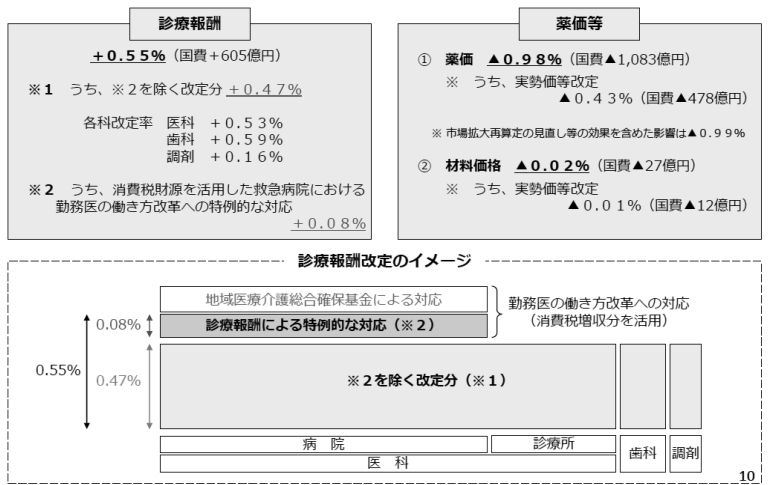 診療報酬
+0.55%（国費+605億円）
※1　うち、※2を除く改定分 +0.47%
各科改定率　医科　+0.53%
歯科　+0.59%
調剤　+0.16%
※2　うち、消費税財源を活用した救急病院における
勤務医の働き方改革への特例的な対応
+0.08%
薬価等
①　薬価　▲0.98%（国費▲1,083億円）
※　うち、実勢価等改定
▲0.43%（国費▲478億円）
※ 市場拡大再算定の見直し等の効果を含めた影響は▲0.99%
②　材料価格　▲0.02%（国費▲27億円）
※　うち、実勢価等改定
▲0.01%（国費▲12億円）
診療報酬改定のイメージ
地域医療介護総合確保基金による対応
勤務医の働き方改革への対応
（消費税増収分を活用）
0.08%
診療報酬による特例的な対応（※2）
0.55%
0.47%
※2を除く改定分（※1）
病　院
診療所
歯科
調剤
医　科
10